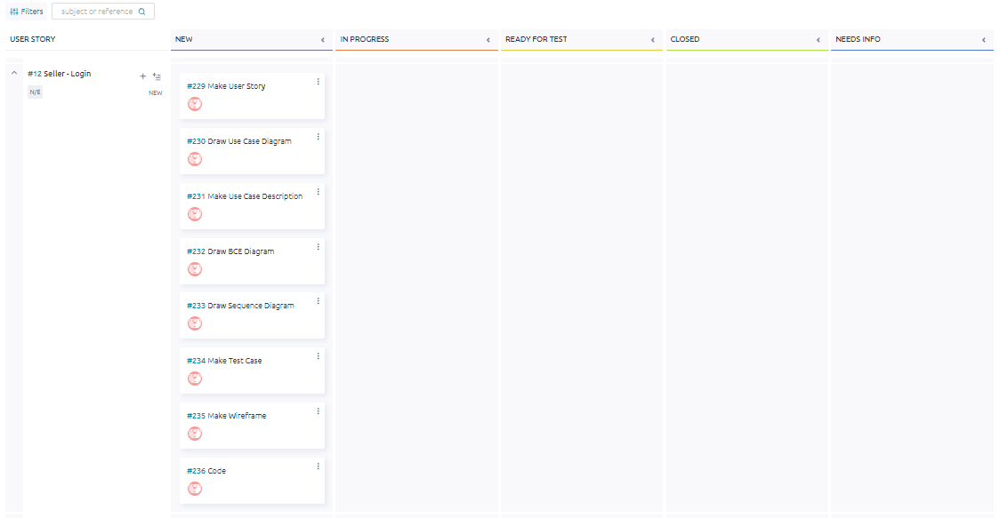 Filters
subject or reference
USER STORY
NEW
IN PROGRESS
READY FOR TEST
CLOSED
NEEDS INFO
#12 Seller - Login
N/E
NEW
#229 Make User Story
#230 Draw Use Case Diagram
#231 Make Use Case Description
#232 Draw BCE Diagram
#233 Draw Sequence Diagram
#234 Make Test Case
#235 Make Wireframe
#236 Code